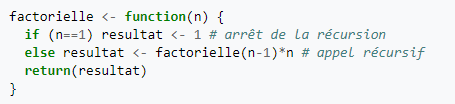 factorielle <- function(n) {
  if (n==1) resultat <- 1 # arrêt de la récursion
  else resultat <- factorielle(n-1)*n # appel récursif
  return(resultat)
}